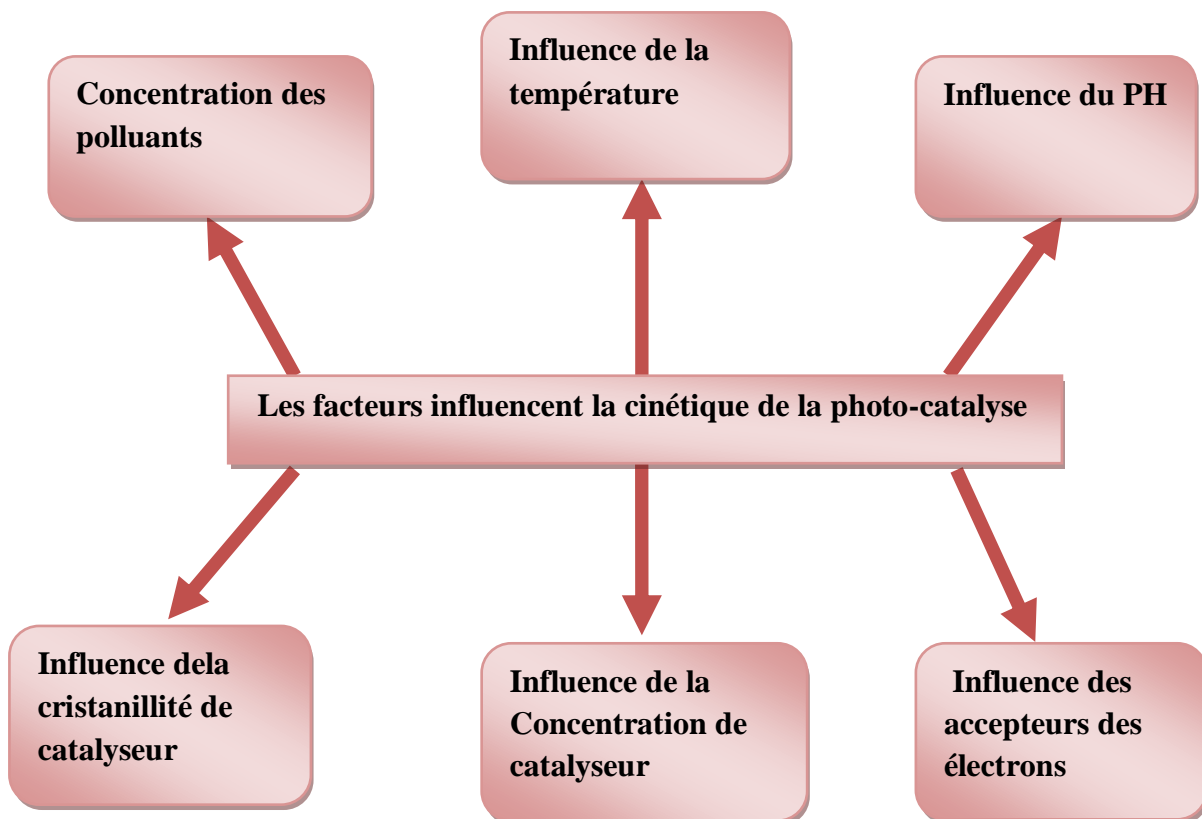 Concentration des
polluants
Influence de la
température
Influence du PH
Les facteurs influencent la cinétique de la photo-catalyse
Influence dela
cristanillité de
catalyseur
Influence de la
Concentration de
catalyseur
Influence des
accepteurs des
électrons